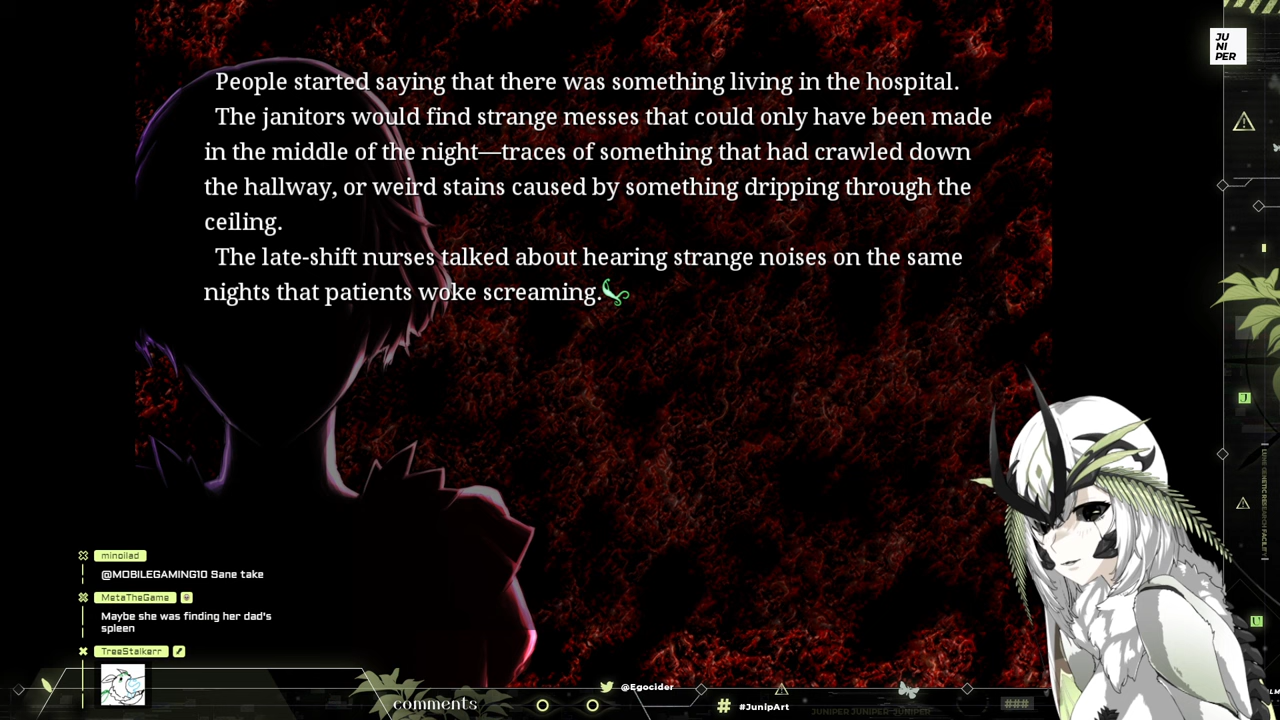 People started saying that there was something living in the hospital.
The janitors would find strange messes that could only have been made
in the middle of the night—traces of something that had crawled down
the hallway, or weird stains caused by something dripping through the
ceiling.
The late-shift nurses talked about hearing strange noises on the same
nights that patients woke screaming.
JU
NI
PER
minoilad
@MOBILEGAMING10 Sane take
MetaTheGame
Maybe she was finding her dad's
spleen
TreeStalkerr
comments
@Egocider
#JunipArt
JUNIPER JUNIPER JUNIPER
###
J
U